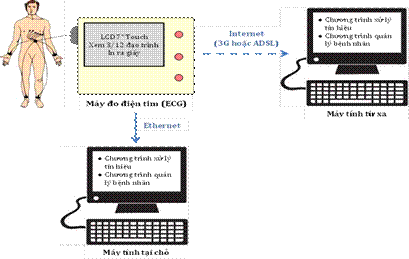 LCD7" Touch
Xem 3/12 đạo trình
In ra giấy
Internet
(3G hoặc ADSL)
• Chương trình xử lý
tín hiệu
• Chương trình quản
lý bệnh nhân
Máy đo điện tim (ECG)
Máy tính từ xa
Ethernet
• Chương trình xử lý
tín hiệu
• Chương trình quản
lý bệnh nhân
Máy tính tại chỗ